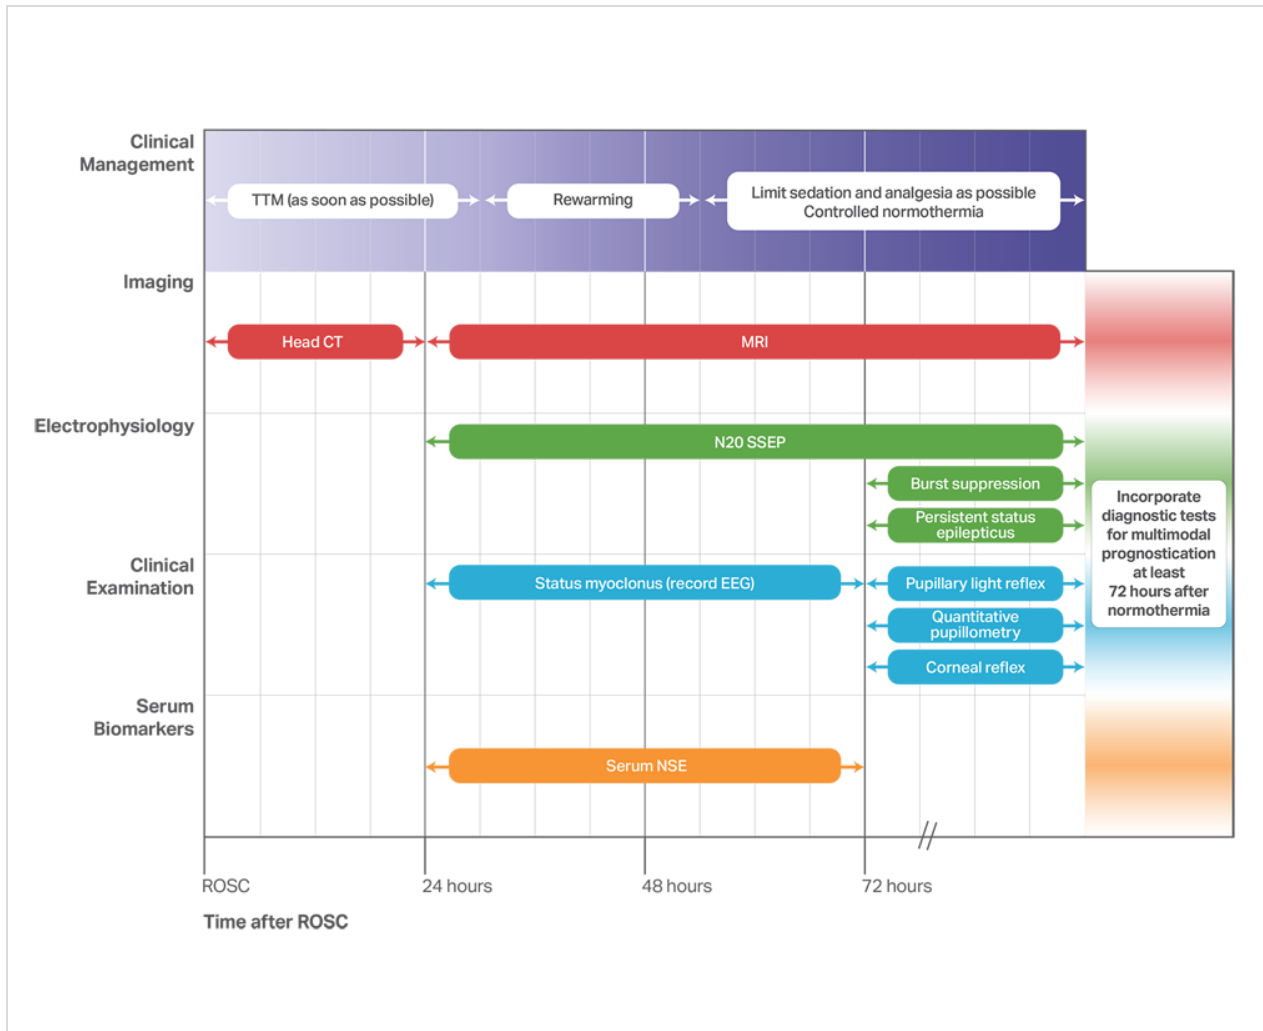 Clinical
Management
TTM (as soon as possible)
Rewarming
Limit sedation and analgesia as possible
Controlled normothermia
Imaging
Head CT
MRI
Electrophysiology
N20 SSEP
Burst suppression
Persistent status
epilepticus
Clinical
Examination
Status myoclonus (record EEG)
Pupillary light reflex
Quantitative
pupillometry
Corneal reflex
Serum
Biomarkers
Serum NSE
Incorporate
diagnostic tests
for multimodal
prognostication
at least
72 hours after
normothermia
ROSC
24 hours
48 hours
72 hours
Time after ROSC